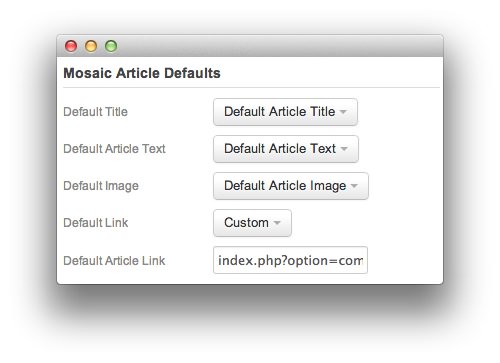 Mosaic Article Defaults
Default Title Default Article Title
Default Article Text Default Article Text
Default Image Default Article Image
Default Link Custom
Default Article Link index.php?option=com